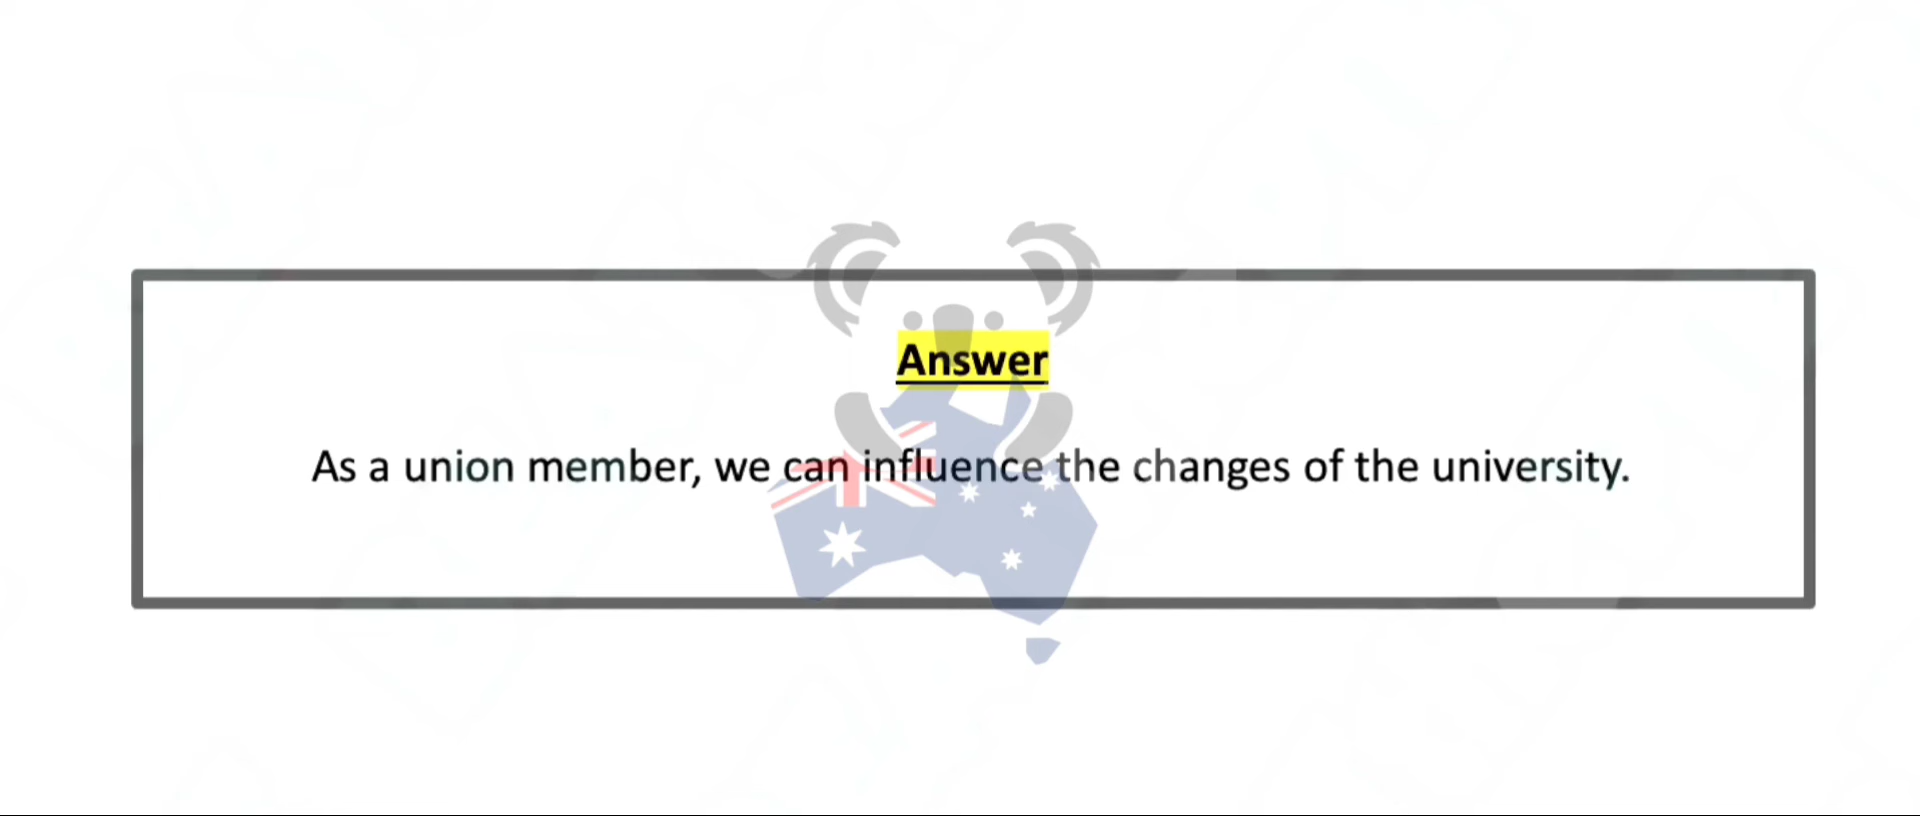 Answer
As a union member, we can influence the changes of the university.